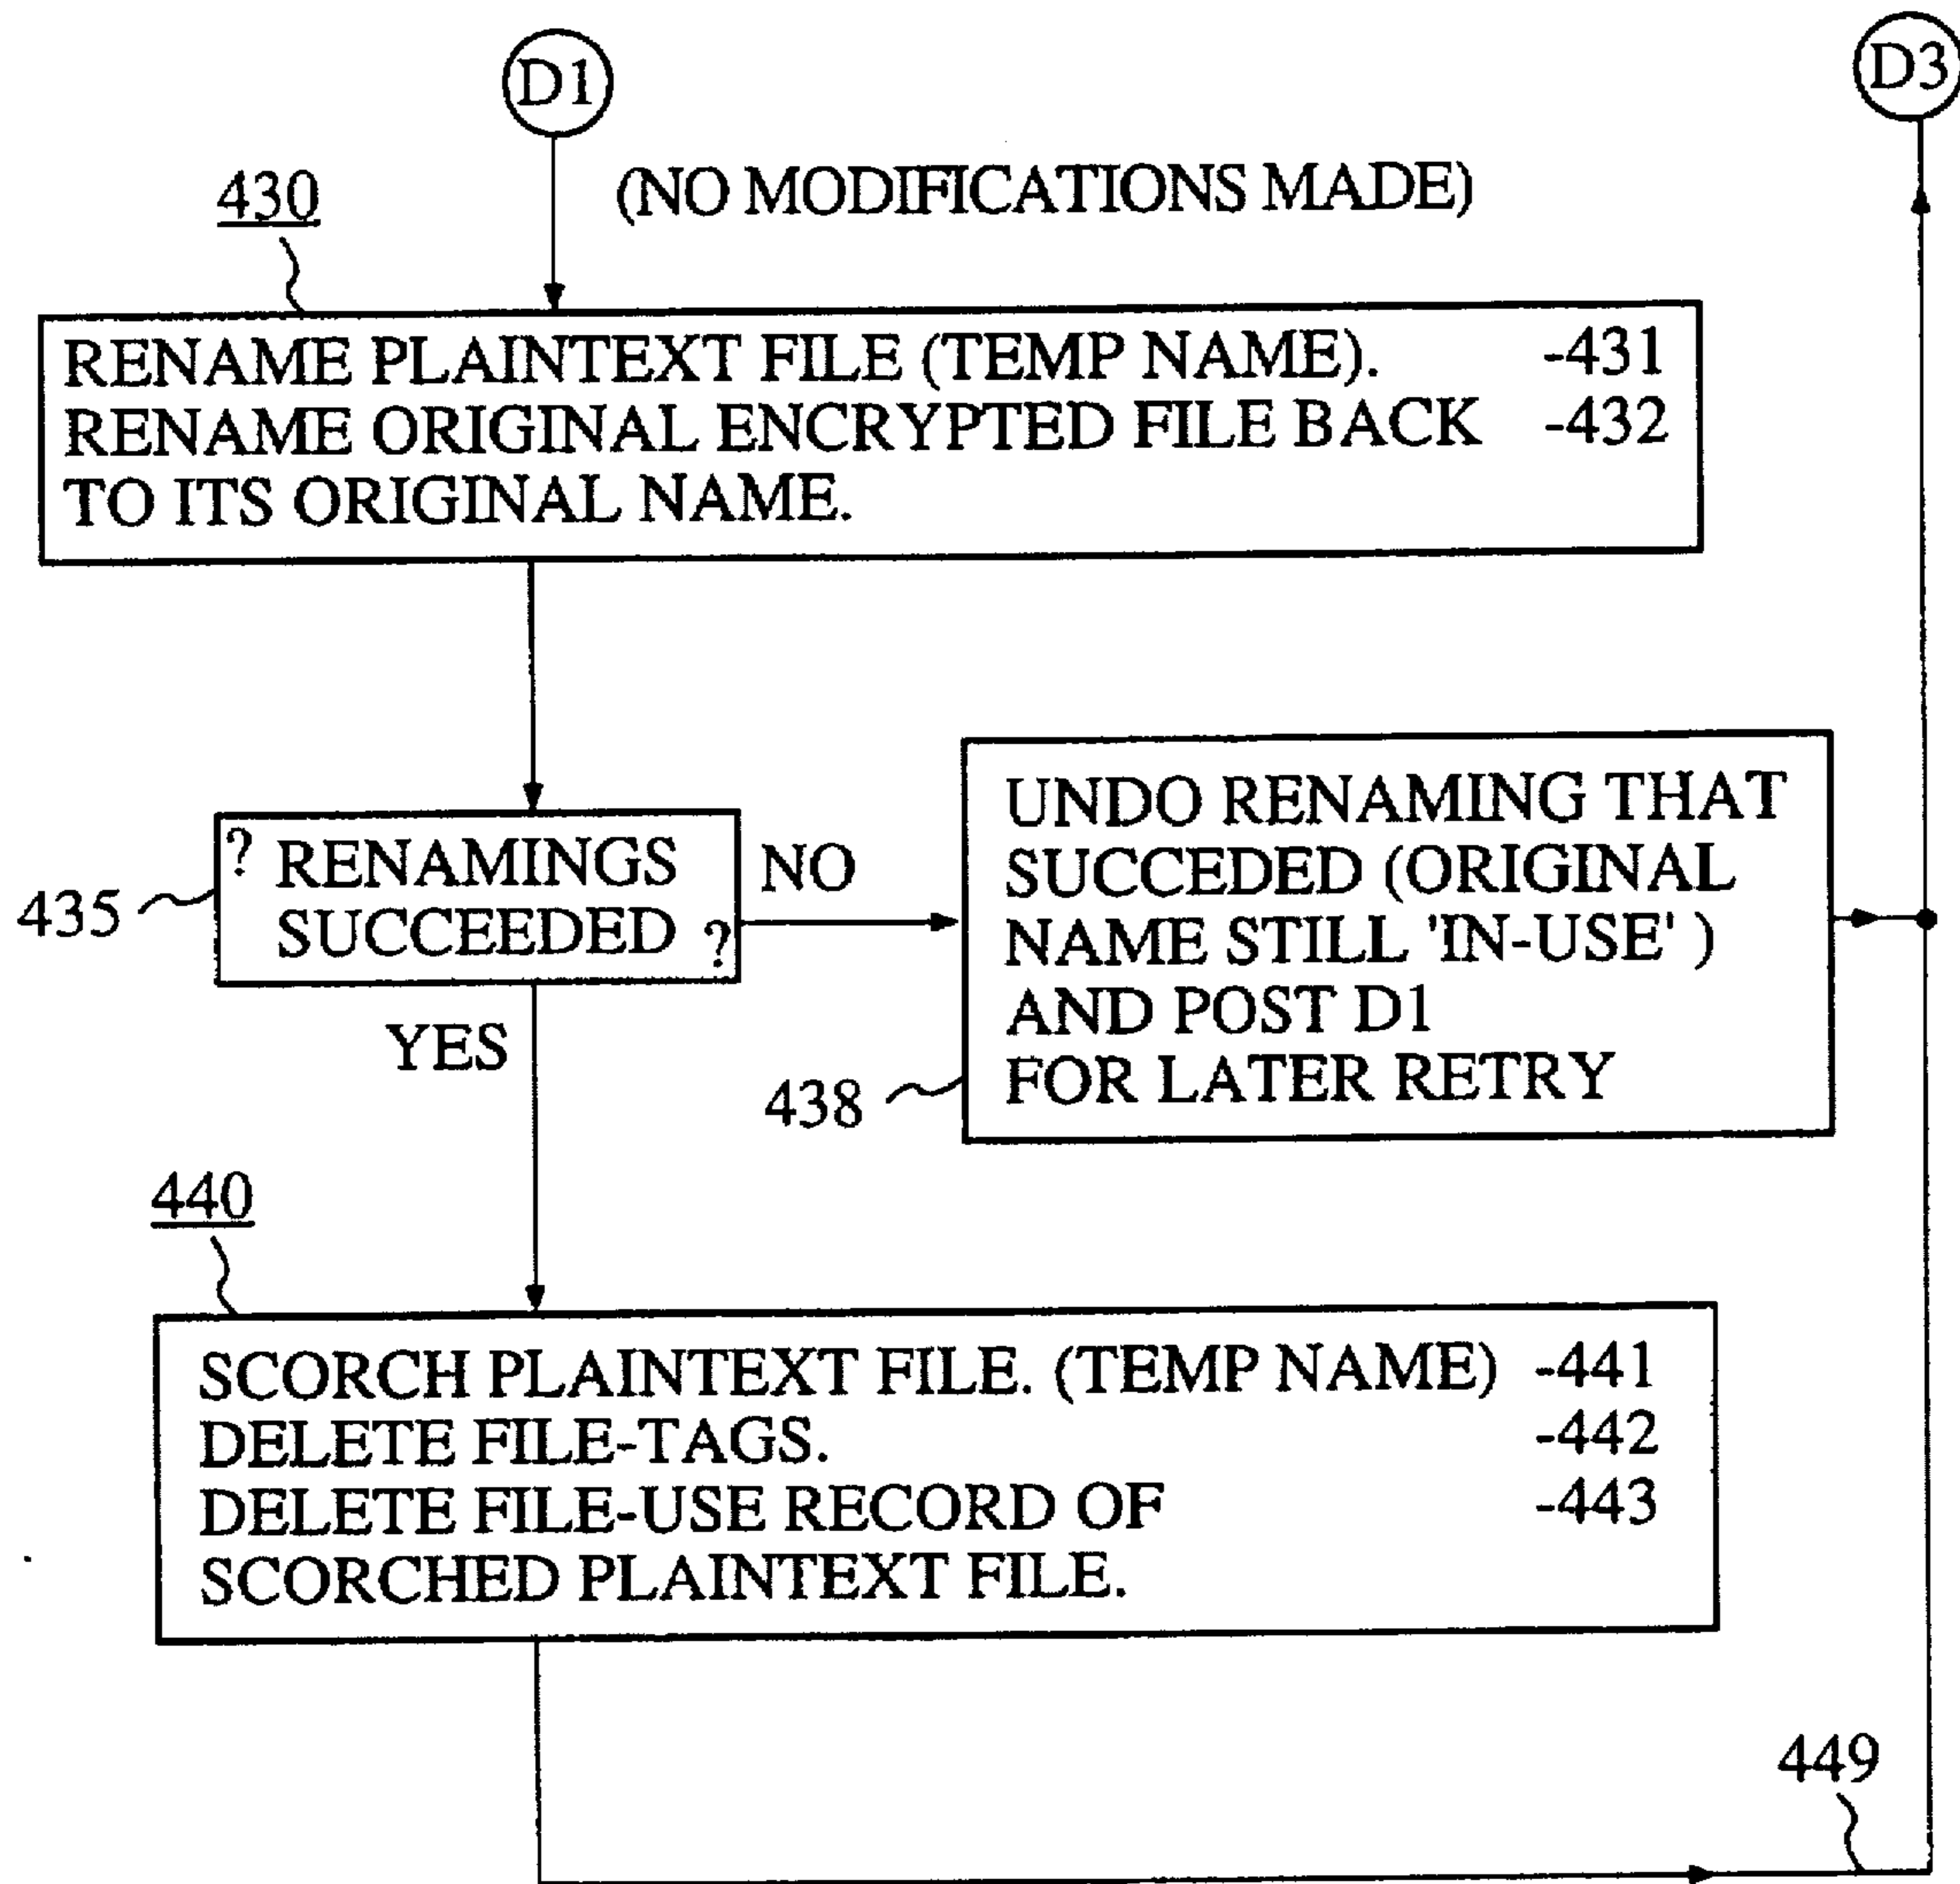 D1
D3
(NO MODIFICATIONS MADE)
430
RENAME PLAINTEXT FILE (TEMP NAME). -431
RENAME ORIGINAL ENCRYPTED FILE BACK -432
TO ITS ORIGINAL NAME.
? RENAMINGS
SUCCEEDED ?
435
NO
YES
UNDO RENAMING THAT
SUCCEDED (ORIGINAL
NAME STILL 'IN-USE' )
AND POST D1
FOR LATER RETRY
438
440
SCORCH PLAINTEXT FILE. (TEMP NAME) -441
DELETE FILE-TAGS. -442
DELETE FILE-USE RECORD OF -443
SCORCHED PLAINTEXT FILE.
449